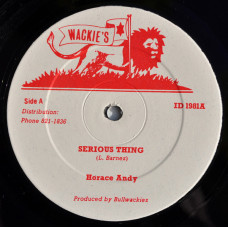 WACKIE'S
Side A
ID 1981A
Distribution:
Phone 821-1836
SERIOUS THING
(L. Barnes)
Horace Andy
Produced by Bullwackies